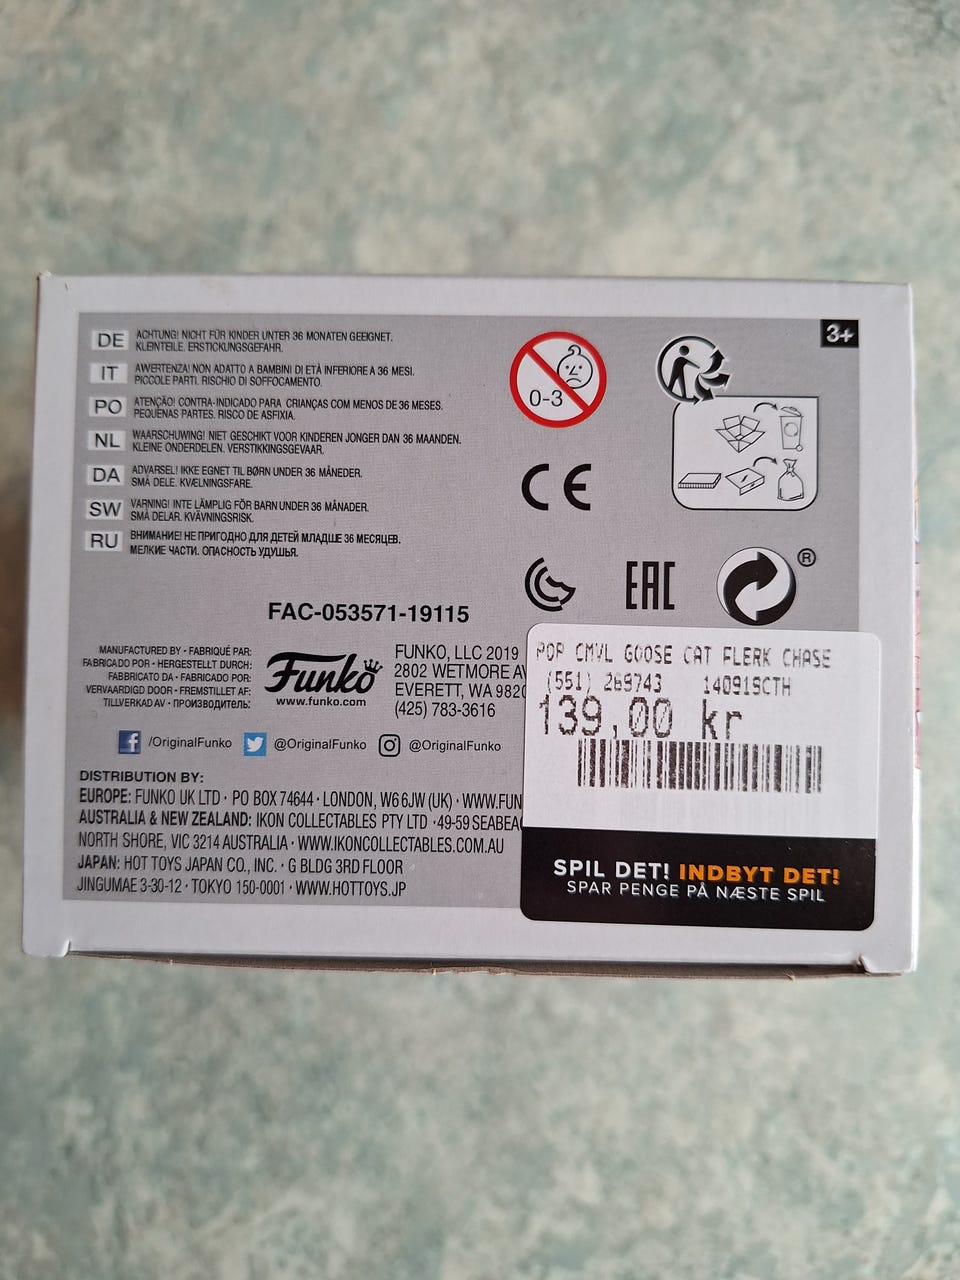 3+
DE ACHTUNG! NICHT FÜR KINDER UNTER 36 MONATEN GEEIGNET.
KLEINTEILE. ERSTICKUNGSGEFAHR.
IT AWERTENZA! NON ADATTO A BAMBINI DI ETÀ INFERIORE A 36 MESI.
PICCOLE PARTI. RISCHIO DI SOFFOCAMENTO.
PO ATENÇÃO! CONTRA-INDICADO PARA CRIANÇAS COM MENOS DE 36 MESES.
PEQUENAS PARTES. RISCO DE ASFIXIA.
NL WAARSCHUWING! NIET GESCHIKT VOOR KINDEREN JONGER DAN 36 MAANDEN.
KLEINE ONDERDELEN. VERSTIKKINGSGEVAAR.
DA ADVARSEL! IKKE EGNET TIL BØRN UNDER 36 MÅNEDER.
SMÅ DELE. KVÆLNINGSFARE.
SW VARNING! INTE LÄMPLIG FÖR BARN UNDER 36 MÅNADER.
SMÅ DELAR. KVÄVNINGSRISK.
RU ВНИМАНИЕ! НЕ ПРИГОДНО ДЛЯ ДЕТЕЙ МЛАДШЕ 36 МЕСЯЦЕВ.
МЕЛКИЕ ЧАСТИ. ОПАСНОСТЬ УДУШЬЯ.
0-3
CE
EAC
®
FAC-053571-19115
MANUFACTURED BY • FABRIQUÉ PAR:
FABRICADO POR • HERGESTELLT DURCH:
FABBRICATO DA • FABRICADO POR:
VERVAARDIGD DOOR • FREMSTILLET AF:
TILLVERKAD AV • ПРОИЗВОДИТЕЛЬ:
Funko
www.funko.com
FUNKO, LLC 2019
2802 WETMORE AV
EVERETT, WA 9820
(425) 783-3616
/OriginalFunko @OriginalFunko @OriginalFunko
DISTRIBUTION BY:
EUROPE: FUNKO UK LTD • PO BOX 74644 • LONDON, W6 6JW (UK) • WWW.FUN
AUSTRALIA & NEW ZEALAND: IKON COLLECTABLES PTY LTD • 49-59 SEABEAC
NORTH SHORE, VIC 3214 AUSTRALIA • WWW.IKONCOLLECTABLES.COM.AU
JAPAN: HOT TOYS JAPAN CO., INC. • G BLDG 3RD FLOOR
JINGUMAE 3-30-12 • TOKYO 150-0001 • WWW.HOTTOYS.JP
POP CMVL GOOSE CAT FLERK CHASE
(551) 269743 140919CTH
139,00 kr
SPIL DET! INDBYT DET!
SPAR PENGE PÅ NÆSTE SPIL